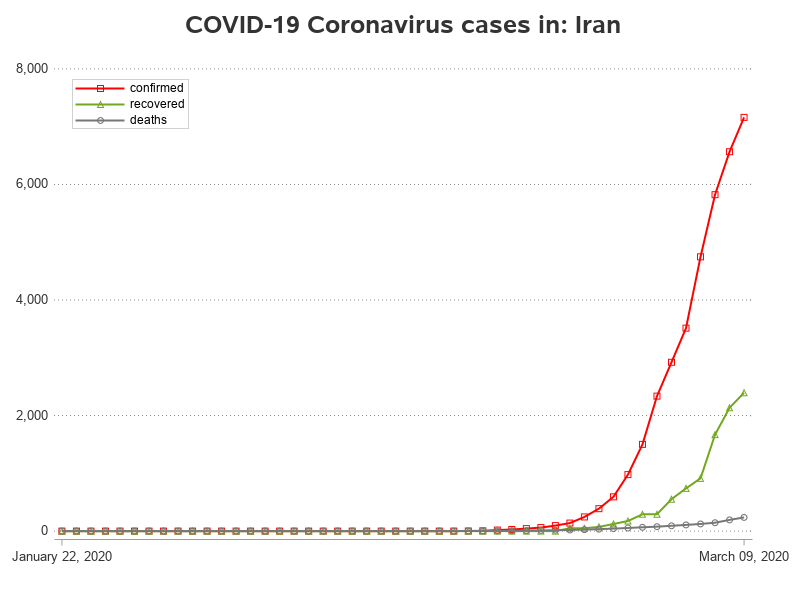 COVID-19 Coronavirus cases in: Iran
8,000
confirmed
recovered
deaths
6,000
4,000
2,000
0
January 22, 2020
March 09, 2020